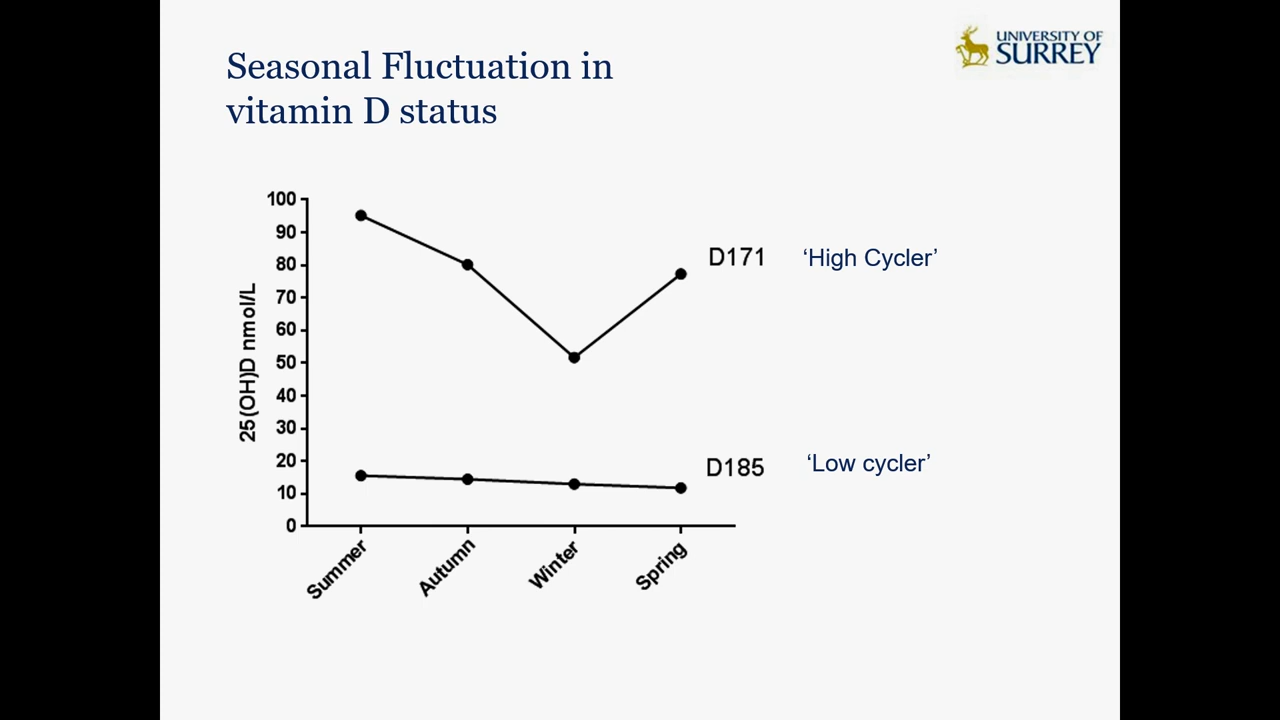 Seasonal Fluctuation in
vitamin D status
UNIVERSITY OF
SURREY
100
90
80
70
60
50
40
30
20
10
0
25(OH)D nmol/L
D171 ‘High Cycler’
D185 ‘Low cycler’
Summer
Autumn
Winter
Spring